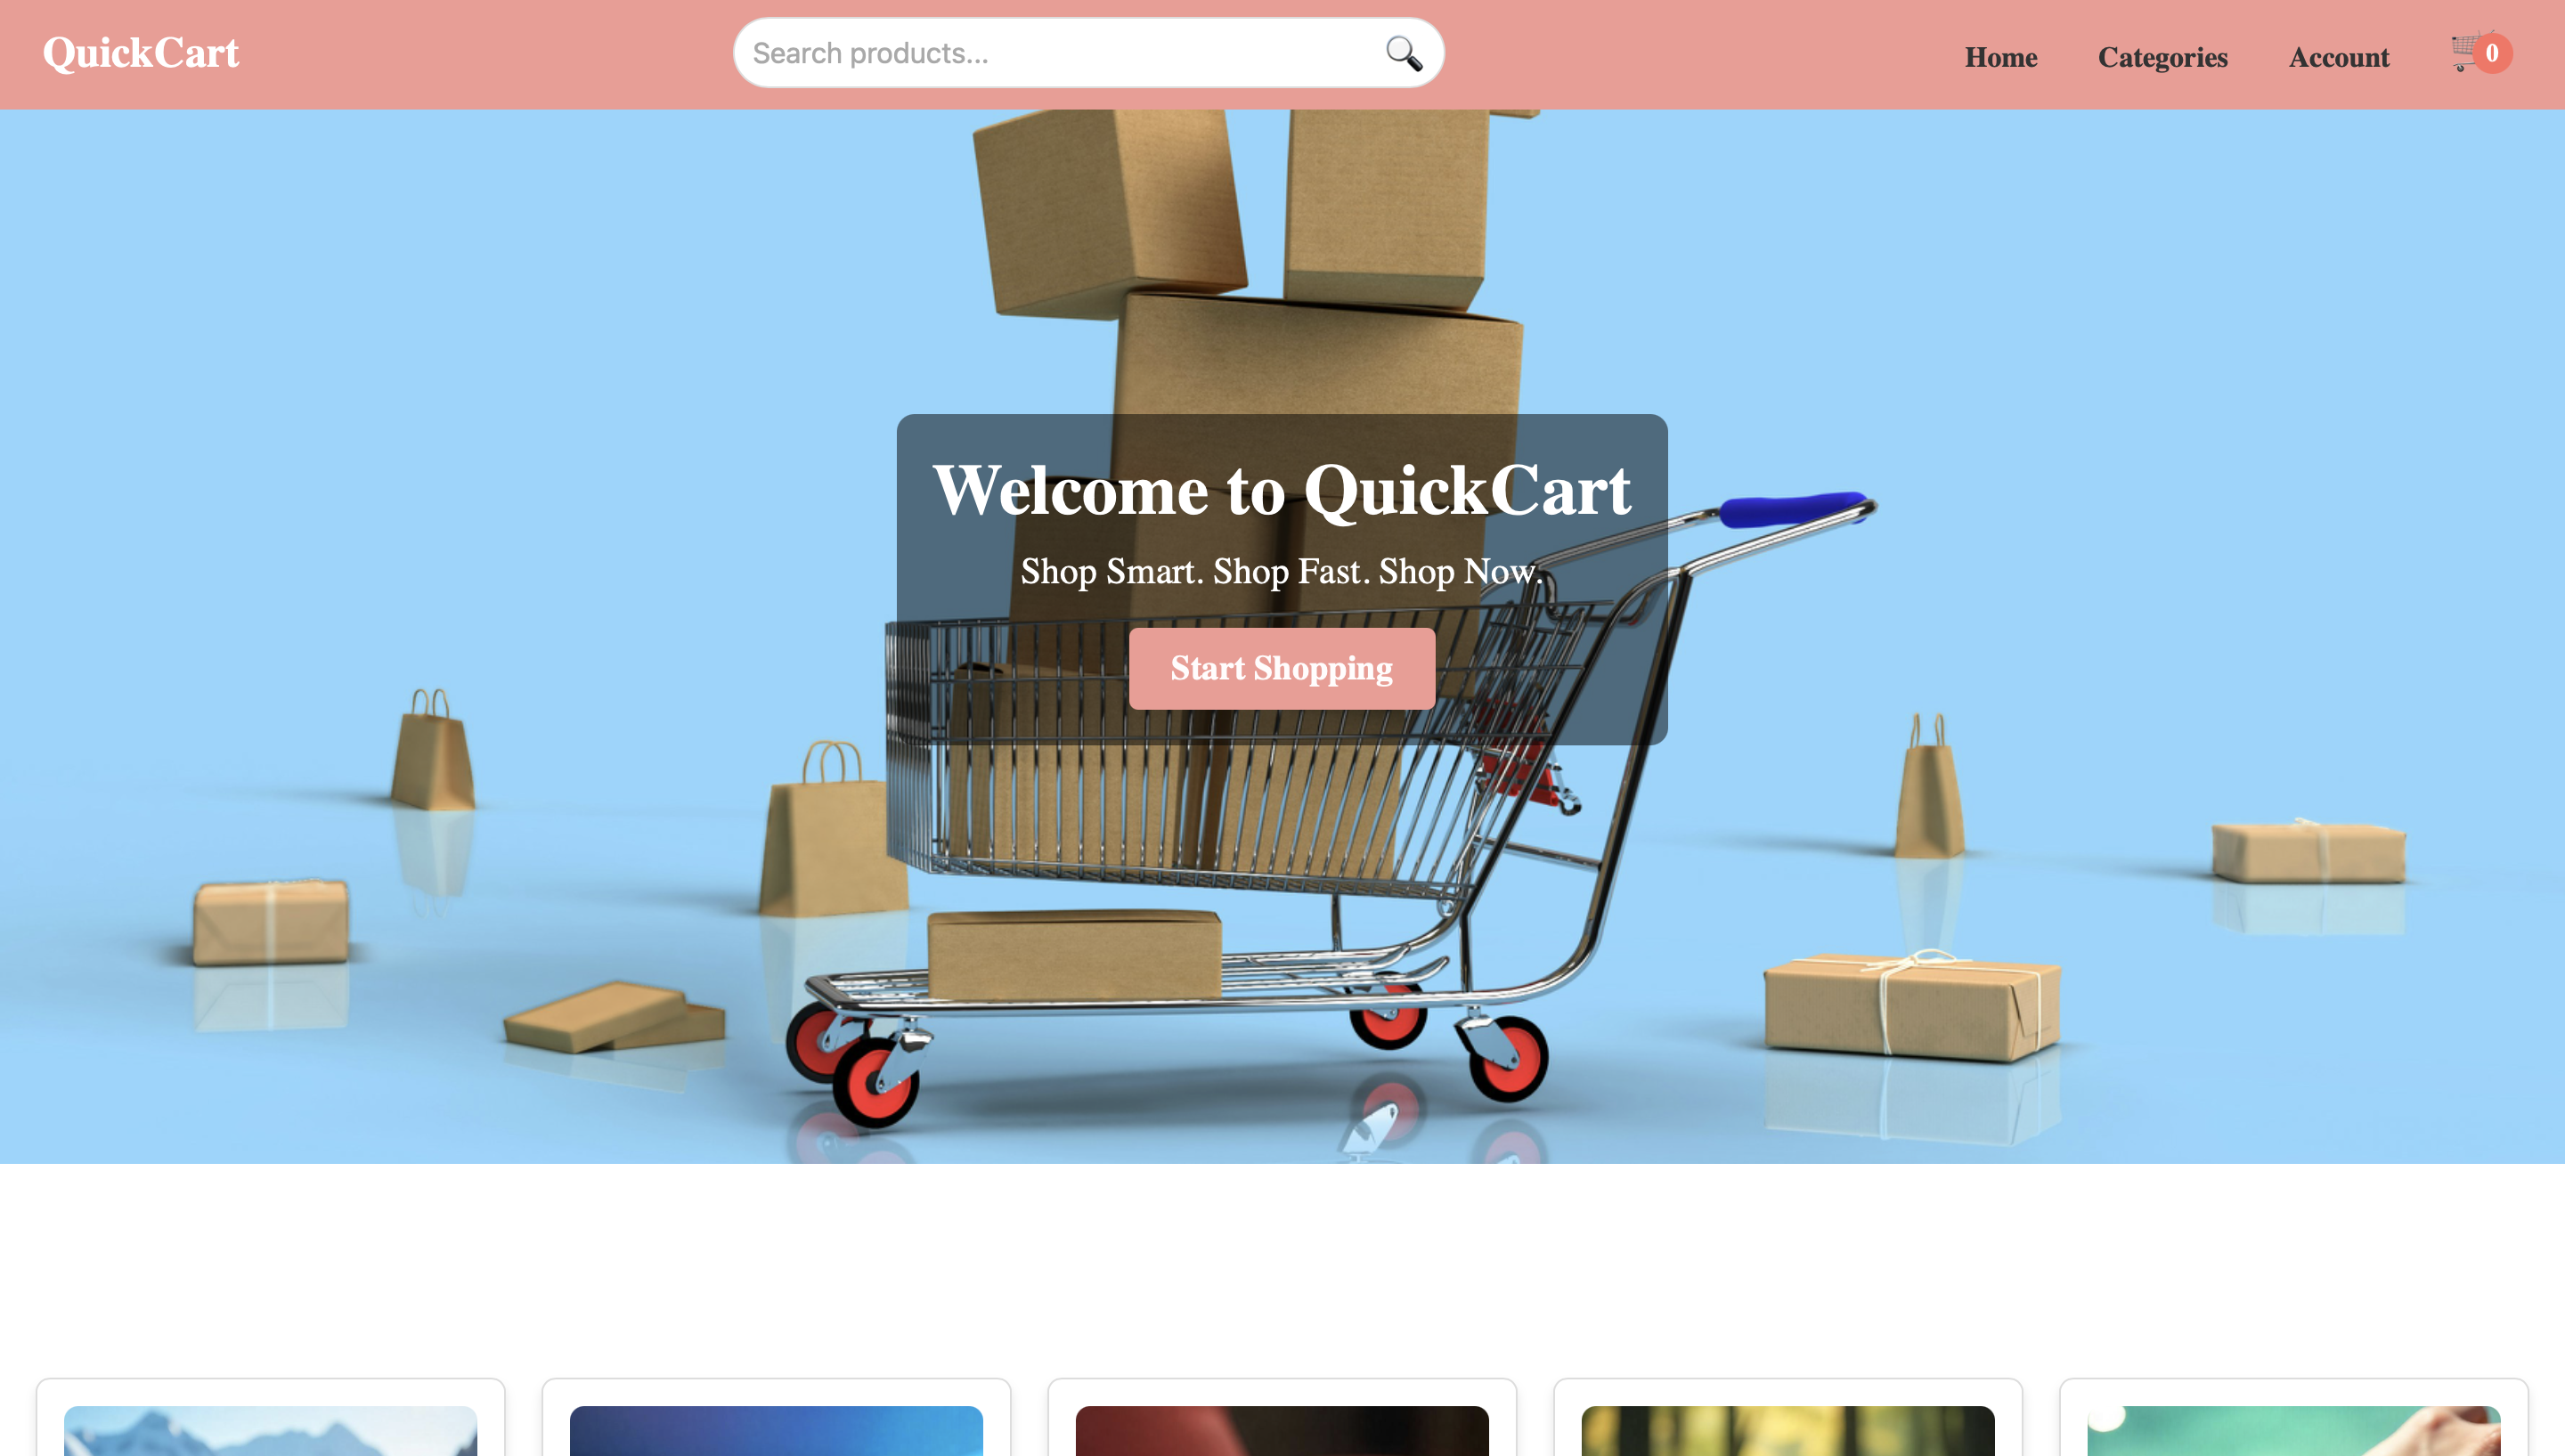 QuickCart
Search products...
Home
Categories
Account
0
Welcome to QuickCart
Shop Smart. Shop Fast. Shop Now.
Start Shopping